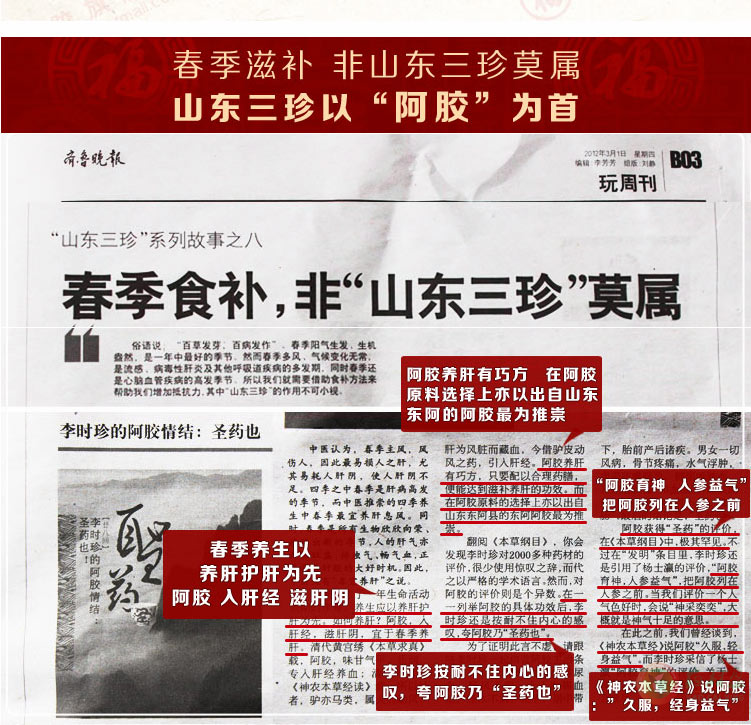 春季滋补 非山东三珍莫属
山东三珍以“阿胶”为首
齐鲁晚报
2012年3月1日 星期四
编辑:李芳芳 组版:刘静
B03
玩周刊
“山东三珍”系列故事之八
春季食补,非“山东三珍”莫属
俗语说:“百草发芽,百病发作”。春季阳气生发、生机
盎然,是一年中最好的季节。然而春季多风、气候变化无常,
是流感、病毒性肝炎及其他呼吸道疾病的多发期。同时春季还
是心脑血管疾病的高发季节。所以我们就需要借助食补方法来
帮助我们增加抵抗力。其中“山东三珍”的作用不可小视。
阿胶养肝有巧方 在阿胶
原料选择上亦以出自山东
东阿的阿胶最为推崇
李时珍的阿胶情结:圣药也
李时珍的阿胶情结:
圣药也!
圣药
中医认为,春季主风,风
伤人,因此最易损人之肝,尤
其易耗人肝阴,使人肝阴不
足。四季之中春季是肝病高发
的季节,而中医推崇的四季养
生中春季最宜养肝息风。同
春季养生以
养肝护肝为先
阿胶 入肝经 滋肝阴
肝为先。如何养肝?阿胶,入
肝经,滋肝阴,宜于春季养
肝。清代黄宫绣《本草求真》
载,阿胶,味甘气
专入肝经养血:
《神农本草经读》
者,驴亦马类,属
肝为风脏而藏血,今借驴皮动
风之药,引入肝经。阿胶养肝
有巧方,只要配以合理药膳,
便能达到滋补养肝的功效。而
在阿胶原料的选择上亦以出自
山东东阿县的东阿阿胶最为推
崇。
翻阅《本草纲目》,你会
发现李时珍对2000多种药材的
评价,很少使用惊叹之辞,而代
之以严格的学术语言。然而,对
阿胶的评价则是个异数。在一
一列举阿胶的具体功效后,李
时珍还是按耐不住内心的感
叹,夸阿胶乃“圣药也”。
为了证明此言不虚,请跟
李时珍按耐不住内心的感
叹,夸阿胶乃“圣药也”
下,胎前产后诸疾。男女一切
风病,骨节疼痛,水气浮肿,
“阿胶育神 人参益气”
把阿胶列在人参之前
阿胶获得“圣药”的评价,
在《本草纲目》中,极其罕见。不
过在“发明”条目里,李时珍还
是引用了杨士瀛的评价,“阿胶
育神,人参益气”,把阿胶列在
人参之前。当我们评价一个人
气色好时,会说“神采奕奕”,大
概就是神气十足的意思。
在此之前,我们曾经谈到,
《神农本草经》说阿胶“久服,轻
身益气”。而李时珍采信了杨士
《神农本草经》说阿胶
:”久服,轻身益气”